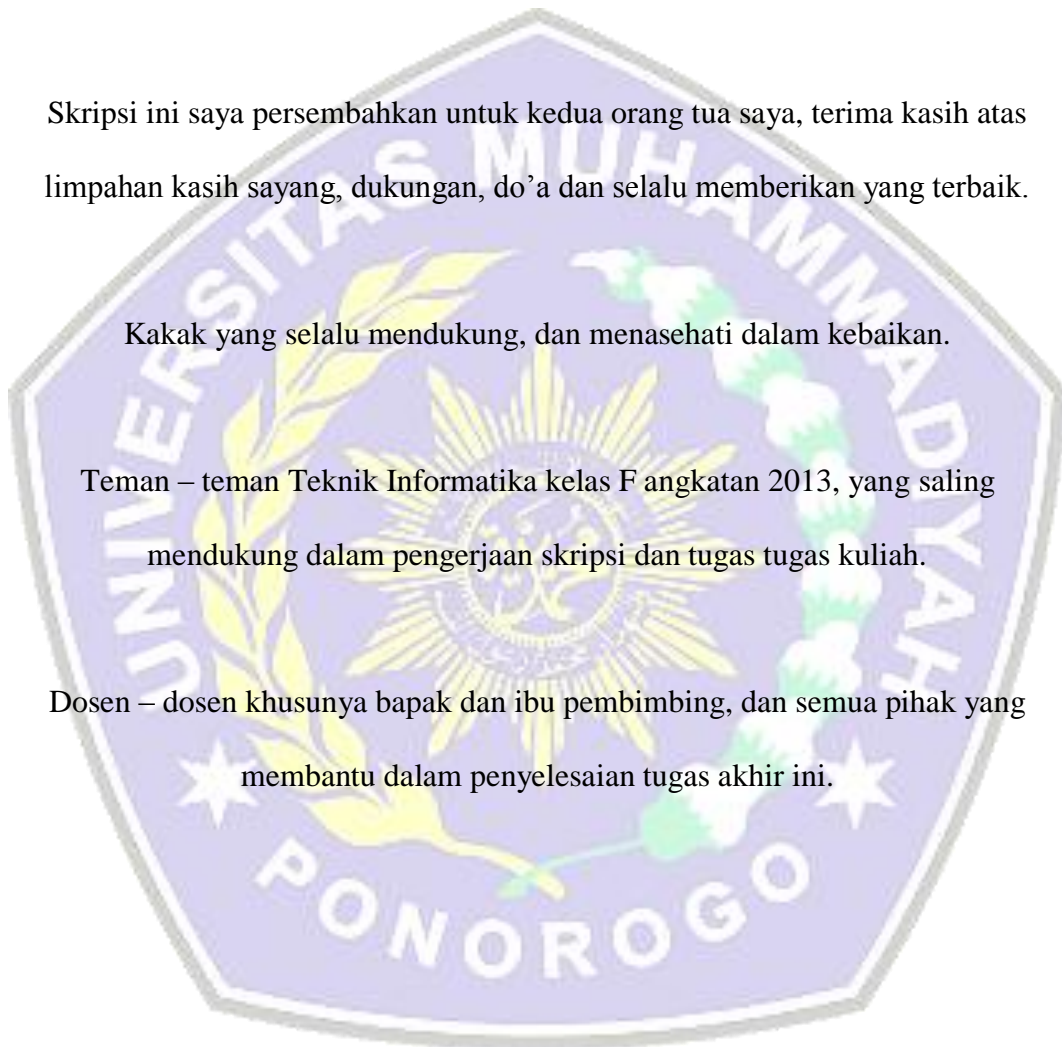 Skripsi ini saya persembahkan untuk kedua orang tua saya, terima kasih atas
limpahan kasih sayang, dukungan, do’a dan selalu memberikan yang terbaik.
Kakak yang selalu mendukung, dan menasehati dalam kebaikan.
Teman – teman Teknik Informatika kelas F angkatan 2013, yang saling
mendukung dalam pengerjaan skripsi dan tugas tugas kuliah.
Dosen – dosen khusunya bapak dan ibu pembimbing, dan semua pihak yang
membantu dalam penyelesaian tugas akhir ini.
UNIVERSITAS MUHAMMADIYAH
PONOROGO